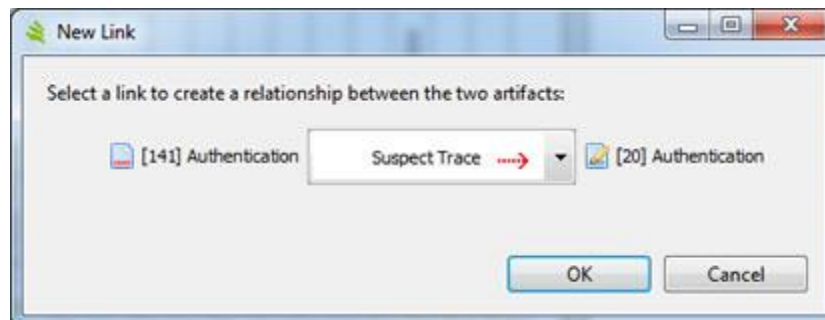 New Link
Select a link to create a relationship between the two artifacts:
[141] Authentication Suspect Trace [20] Authentication
OK Cancel